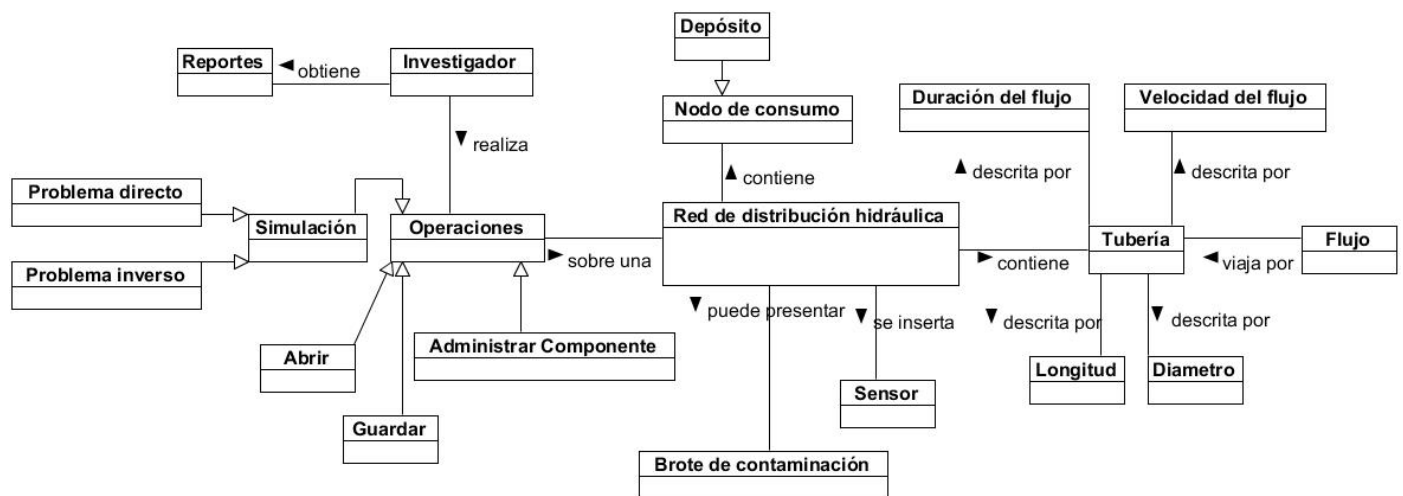 Depósito
Reportes
obtiene
Investigador
Nodo de consumo
Duración del flujo
Velocidad del flujo
realiza
contiene
descrita por
descrita por
Problema directo
Simulación
Operaciones
Red de distribución hidráulica
Tubería
Flujo
Problema inverso
sobre una
contiene
viaja por
puede presentar
se inserta
descrita por
descrita por
Abrir
Administrar Componente
Longitud
Diametro
Sensor
Guardar
Brote de contaminación